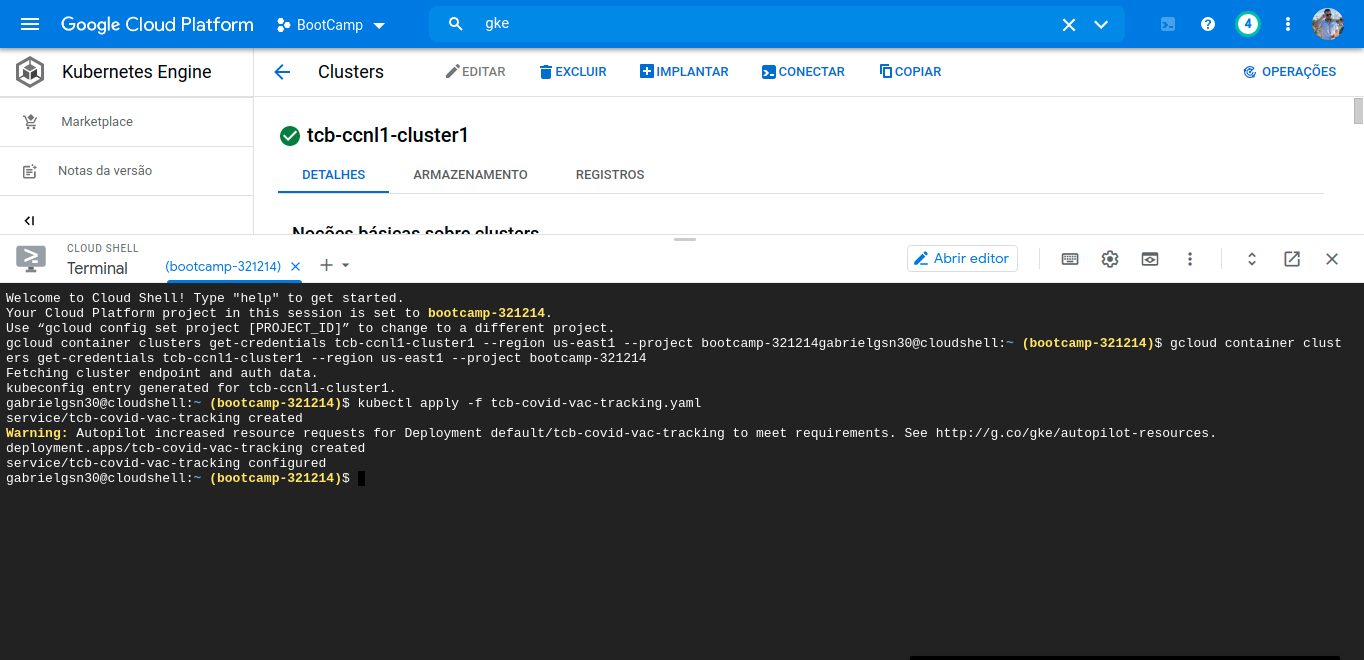 Google Cloud Platform
BootCamp
gke
4
Kubernetes Engine
Clusters
EDITAR
EXCLUIR
IMPLANTAR
CONECTAR
COPIAR
OPERAÇÕES
Marketplace
Notas da versão
tcb-ccnl1-cluster1
DETALHES
ARMAZENAMENTO
REGISTROS
Noções básicas sobre clusters
CLOUD SHELL
Terminal
(bootcamp-321214)
Abrir editor
Welcome to Cloud Shell! Type "help" to get started.
Your Cloud Platform project in this session is set to bootcamp-321214.
Use “gcloud config set project [PROJECT_ID]” to change to a different project.
gcloud container clusters get-credentials tcb-ccnl1-cluster1 --region us-east1 --project bootcamp-321214gabrielgsn30@cloudshell:~ (bootcamp-321214)$ gcloud container clust
ers get-credentials tcb-ccnl1-cluster1 --region us-east1 --project bootcamp-321214
Fetching cluster endpoint and auth data.
kubeconfig entry generated for tcb-ccnl1-cluster1.
gabrielgsn30@cloudshell:~ (bootcamp-321214)$ kubectl apply -f tcb-covid-vac-tracking.yaml
service/tcb-covid-vac-tracking created
Warning: Autopilot increased resource requests for Deployment default/tcb-covid-vac-tracking to meet requirements. See http://g.co/gke/autopilot-resources.
deployment.apps/tcb-covid-vac-tracking created
service/tcb-covid-vac-tracking configured
gabrielgsn30@cloudshell:~ (bootcamp-321214)$